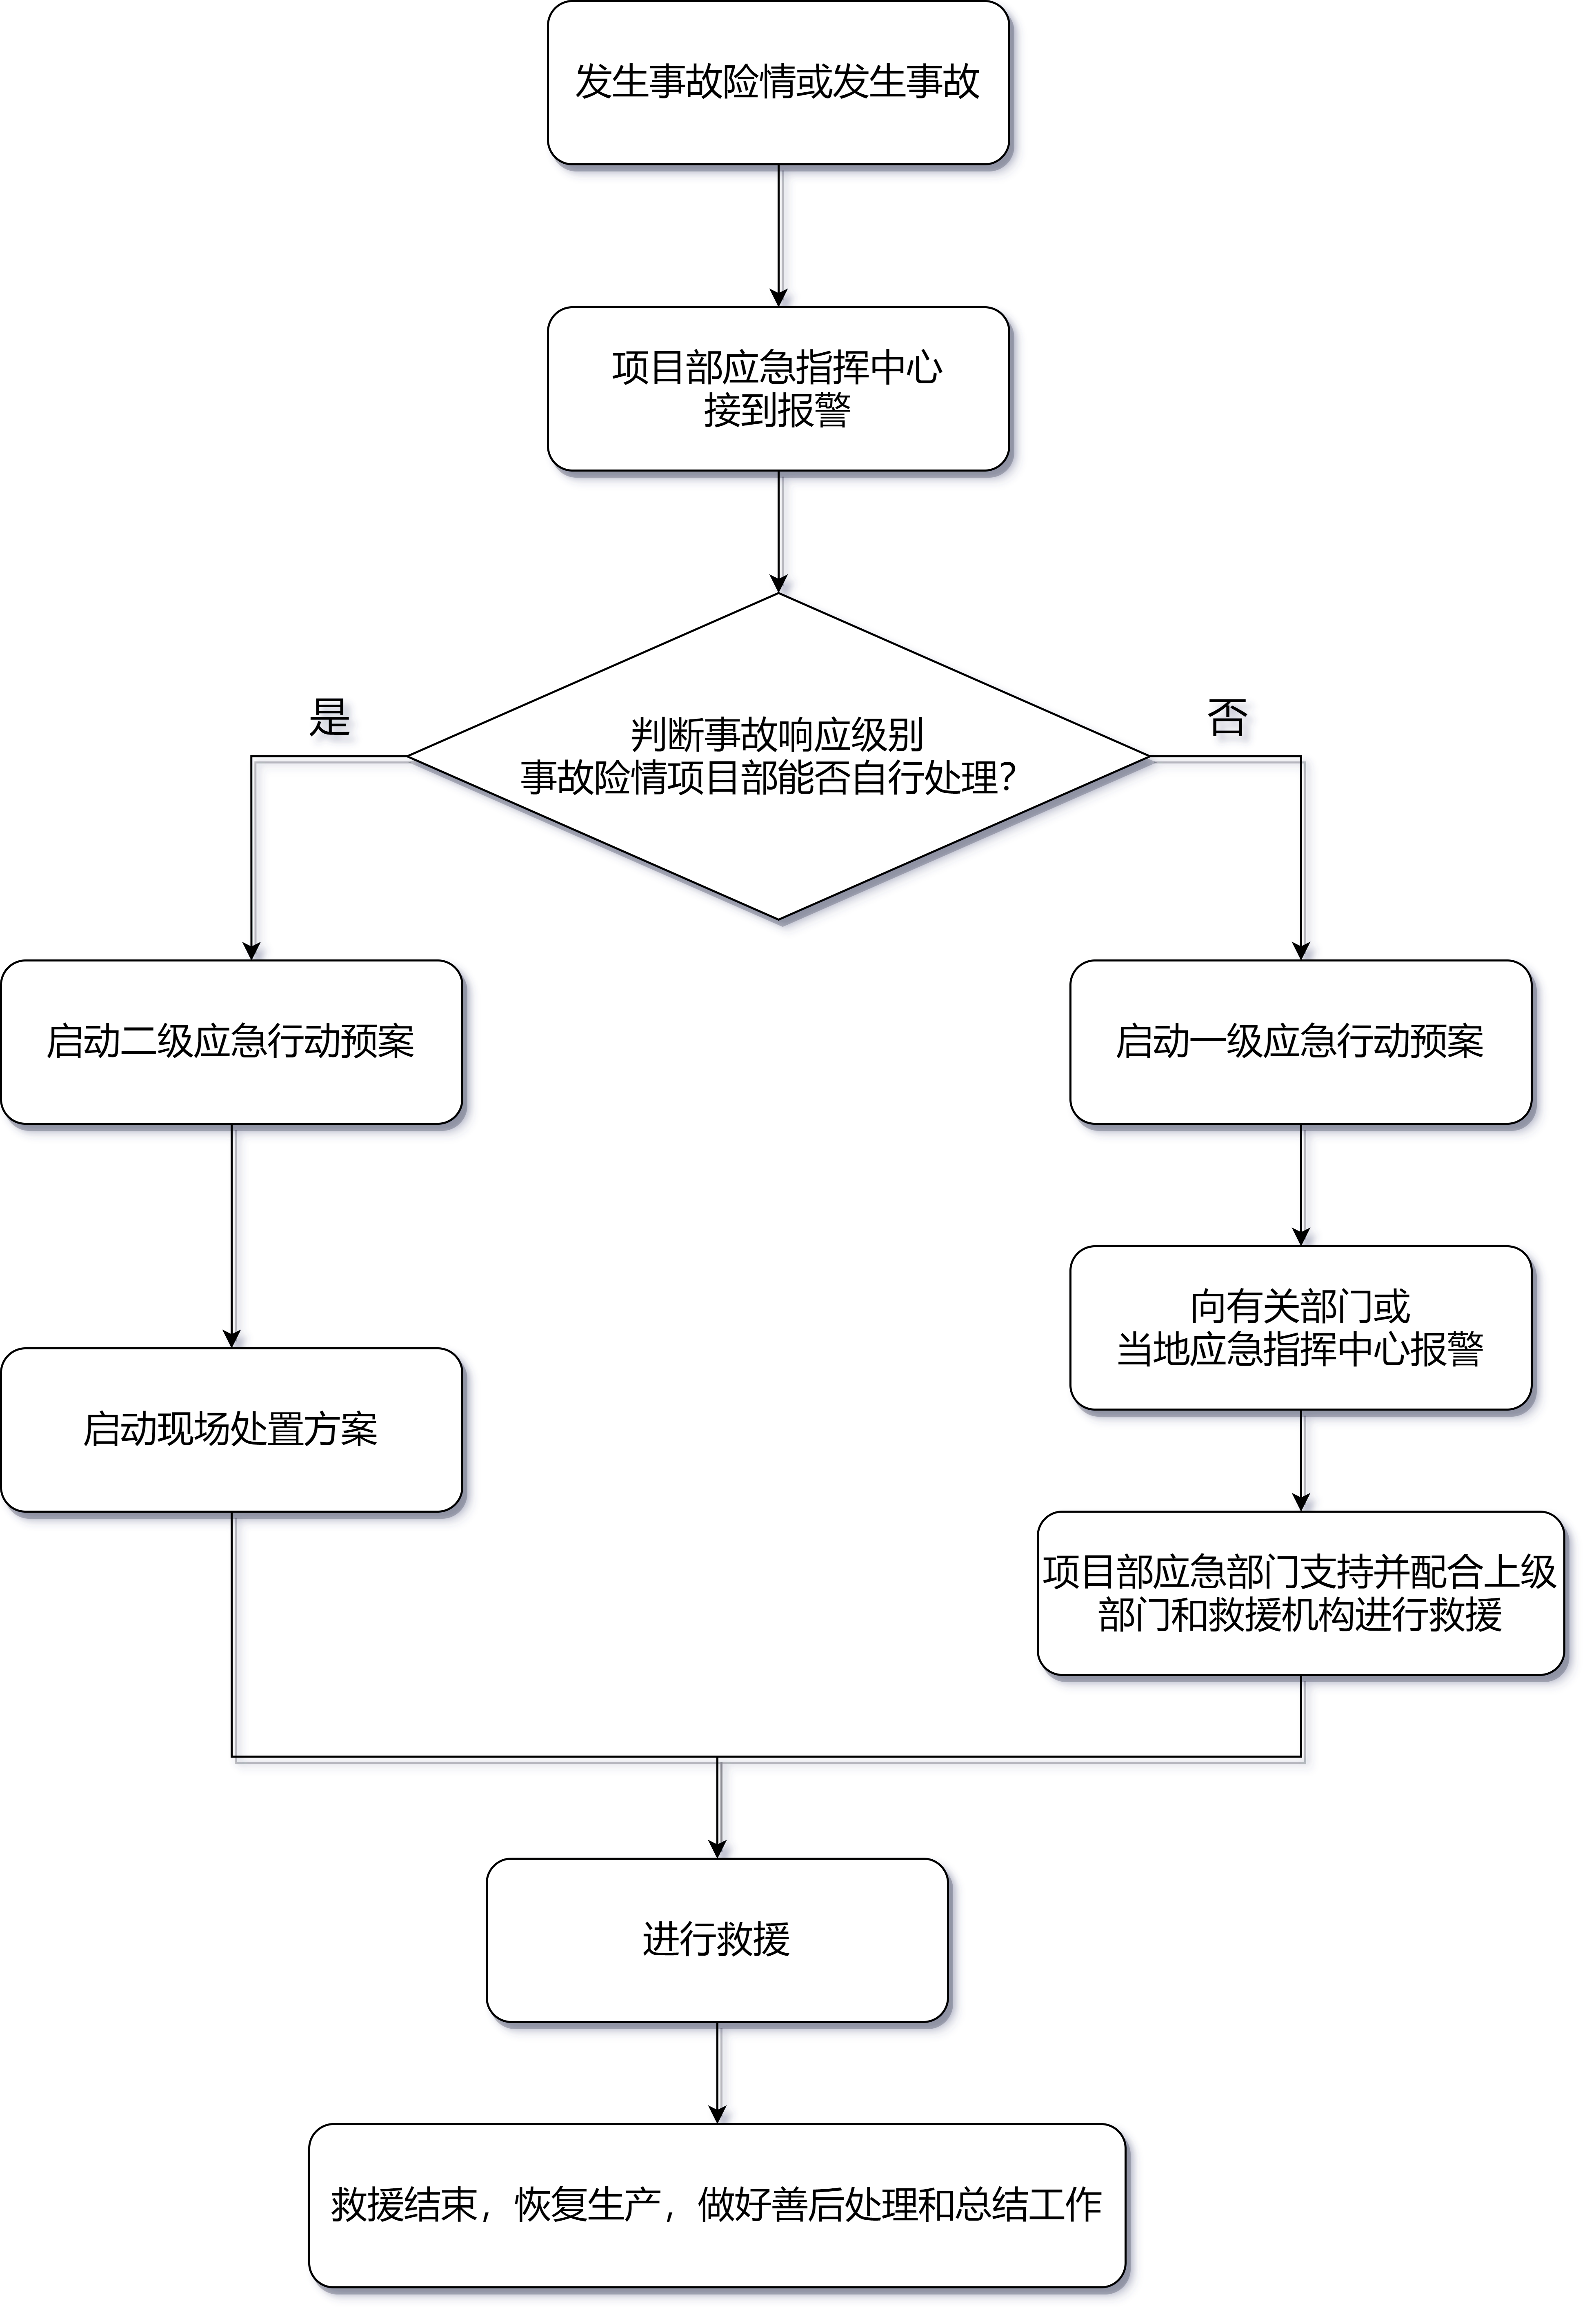 发生事故险情或发生事故
项目部应急指挥中心
接到报警
判断事故响应级别
事故险情项目部能否自行处理?
是
否
启动二级应急行动预案
启动一级应急行动预案
向有关部门或
当地应急指挥中心报警
启动现场处置方案
项目部应急部门支持并配合上级
部门和救援机构进行救援
进行救援
救援结束，恢复生产，做好善后处理和总结工作